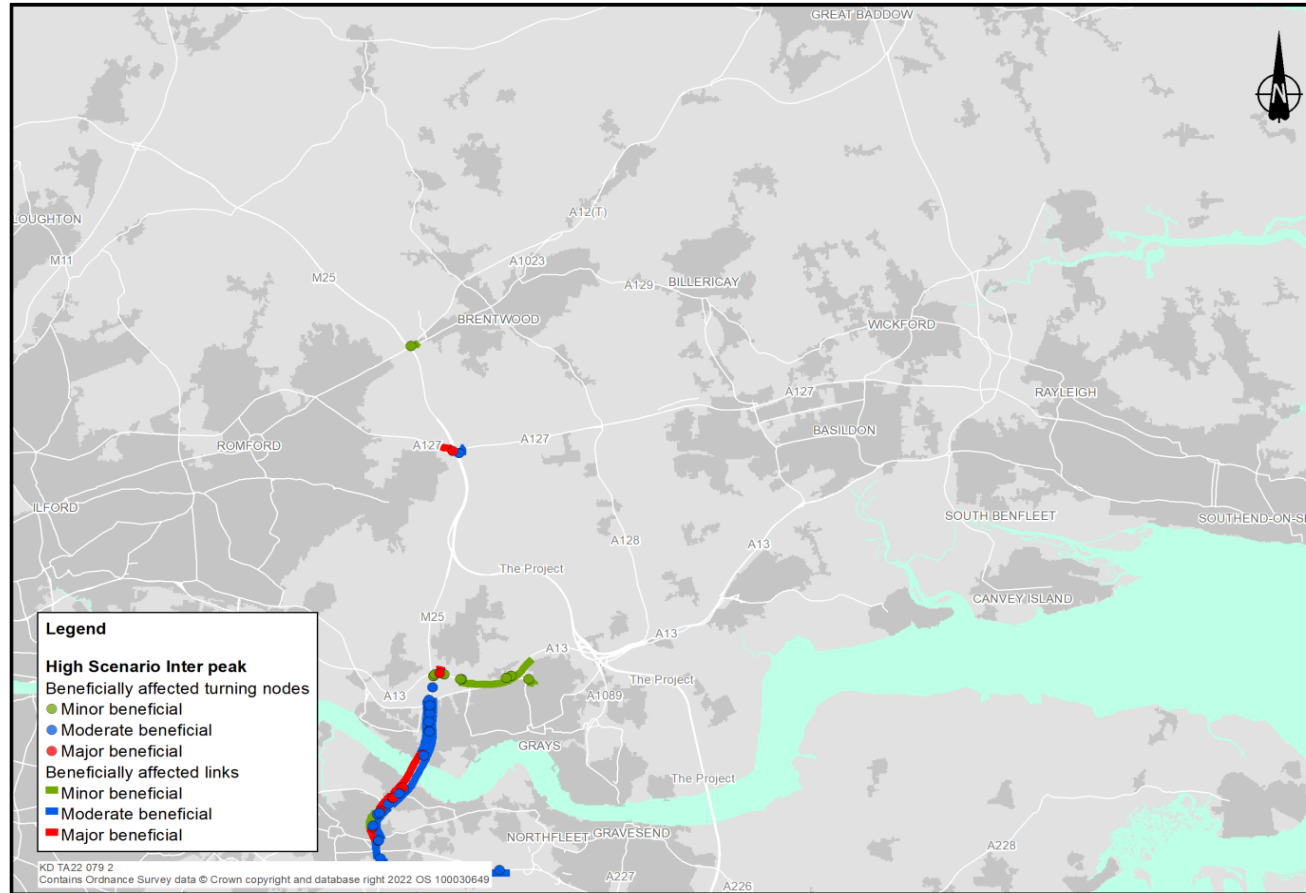 GREAT BADDOW
N
A12(T)
LOUGHTON
M11
A1023
M25
A129
BILLERICAY
BRENTWOOD
WICKFORD
A127
RAYLEIGH
BASILDON
ROMFORD
A127
A127
ILFORD
SOUTH BENFLEET
SOUTHEND-ON-SE
A128
A13
The Project
CANVEY ISLAND
M25
A13
A13
The Project
A13
A1089
GRAYS
The Project
NORTHFLEET
GRAVESEND
A228
A227
A226
Legend
High Scenario Inter peak
Beneficially affected turning nodes
Minor beneficial
Moderate beneficial
Major beneficial
Beneficially affected links
Minor beneficial
Moderate beneficial
Major beneficial
KD TA22 079 2
Contains Ordnance Survey data © Crown copyright and database right 2022 OS 100030649